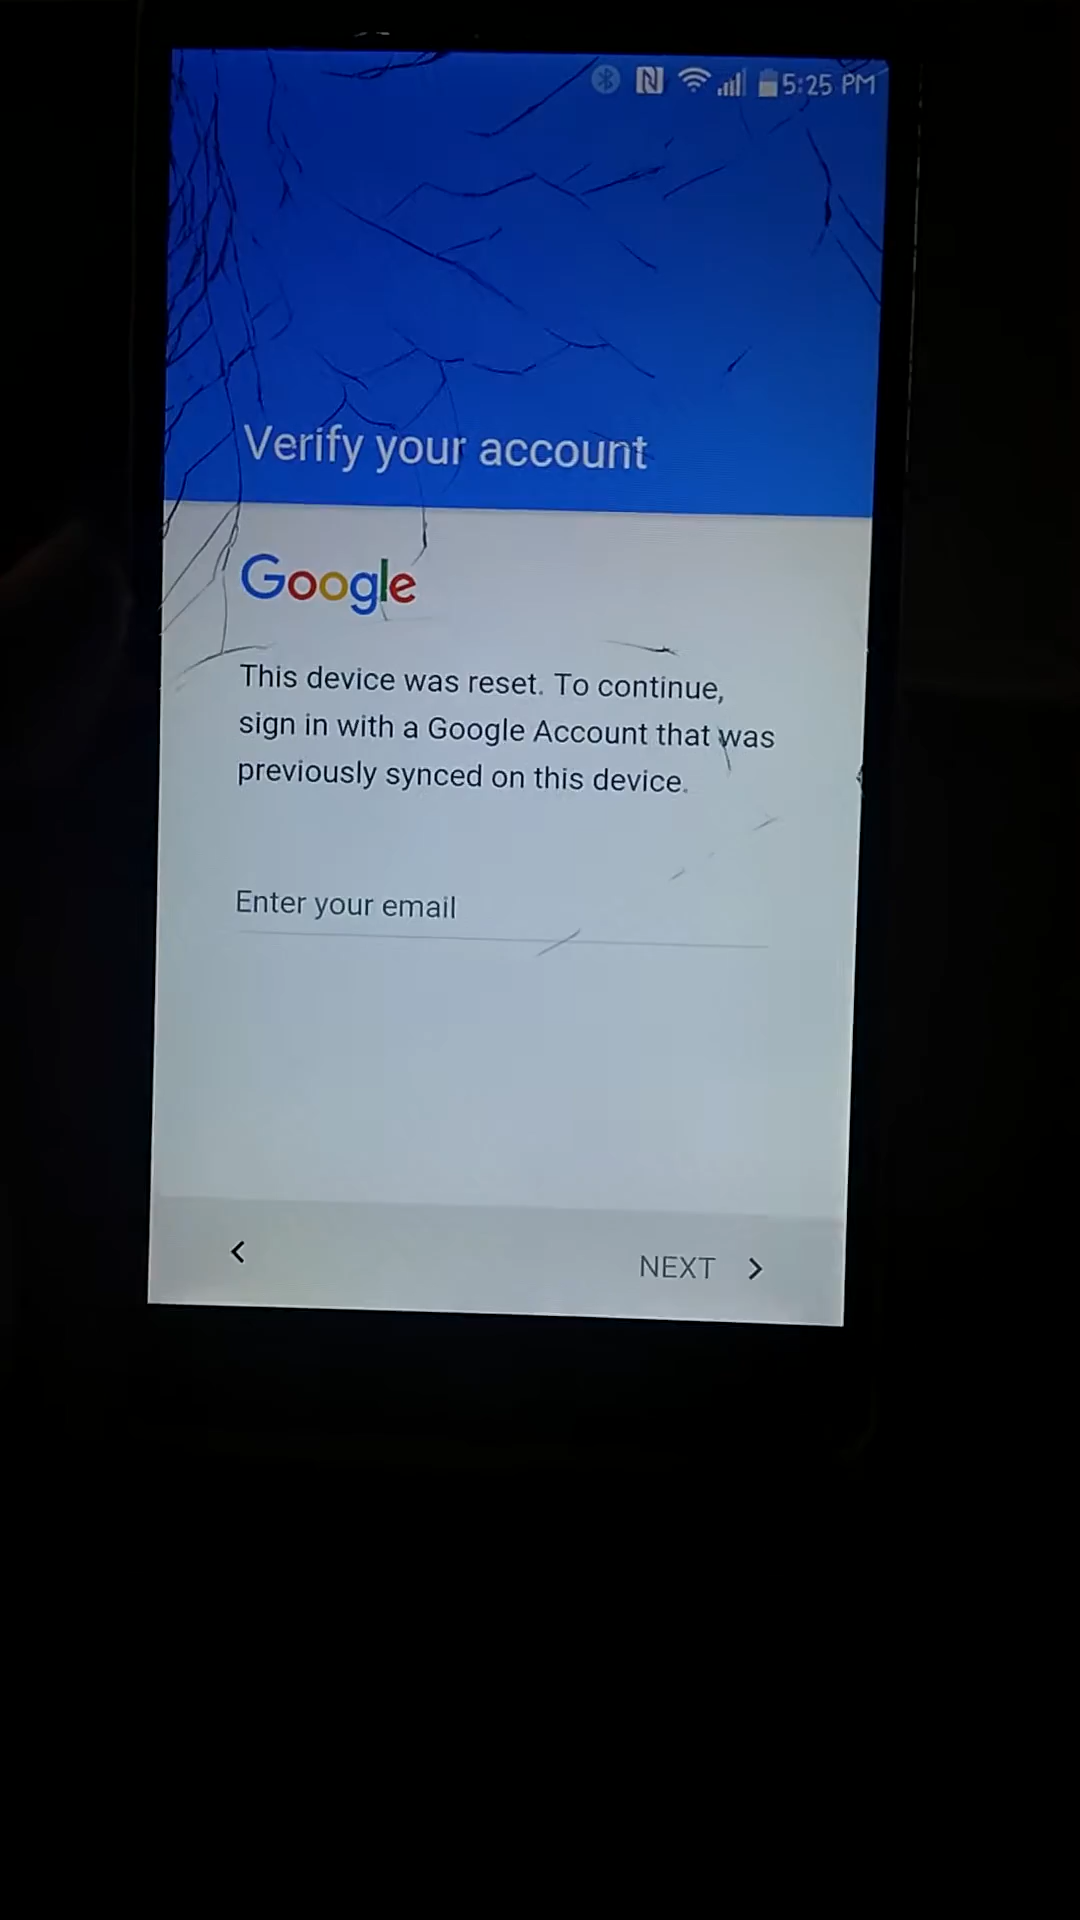 5:25 PM
Verify your account
Google
This device was reset. To continue,
sign in with a Google Account that was
previously synced on this device.
Enter your email
NEXT